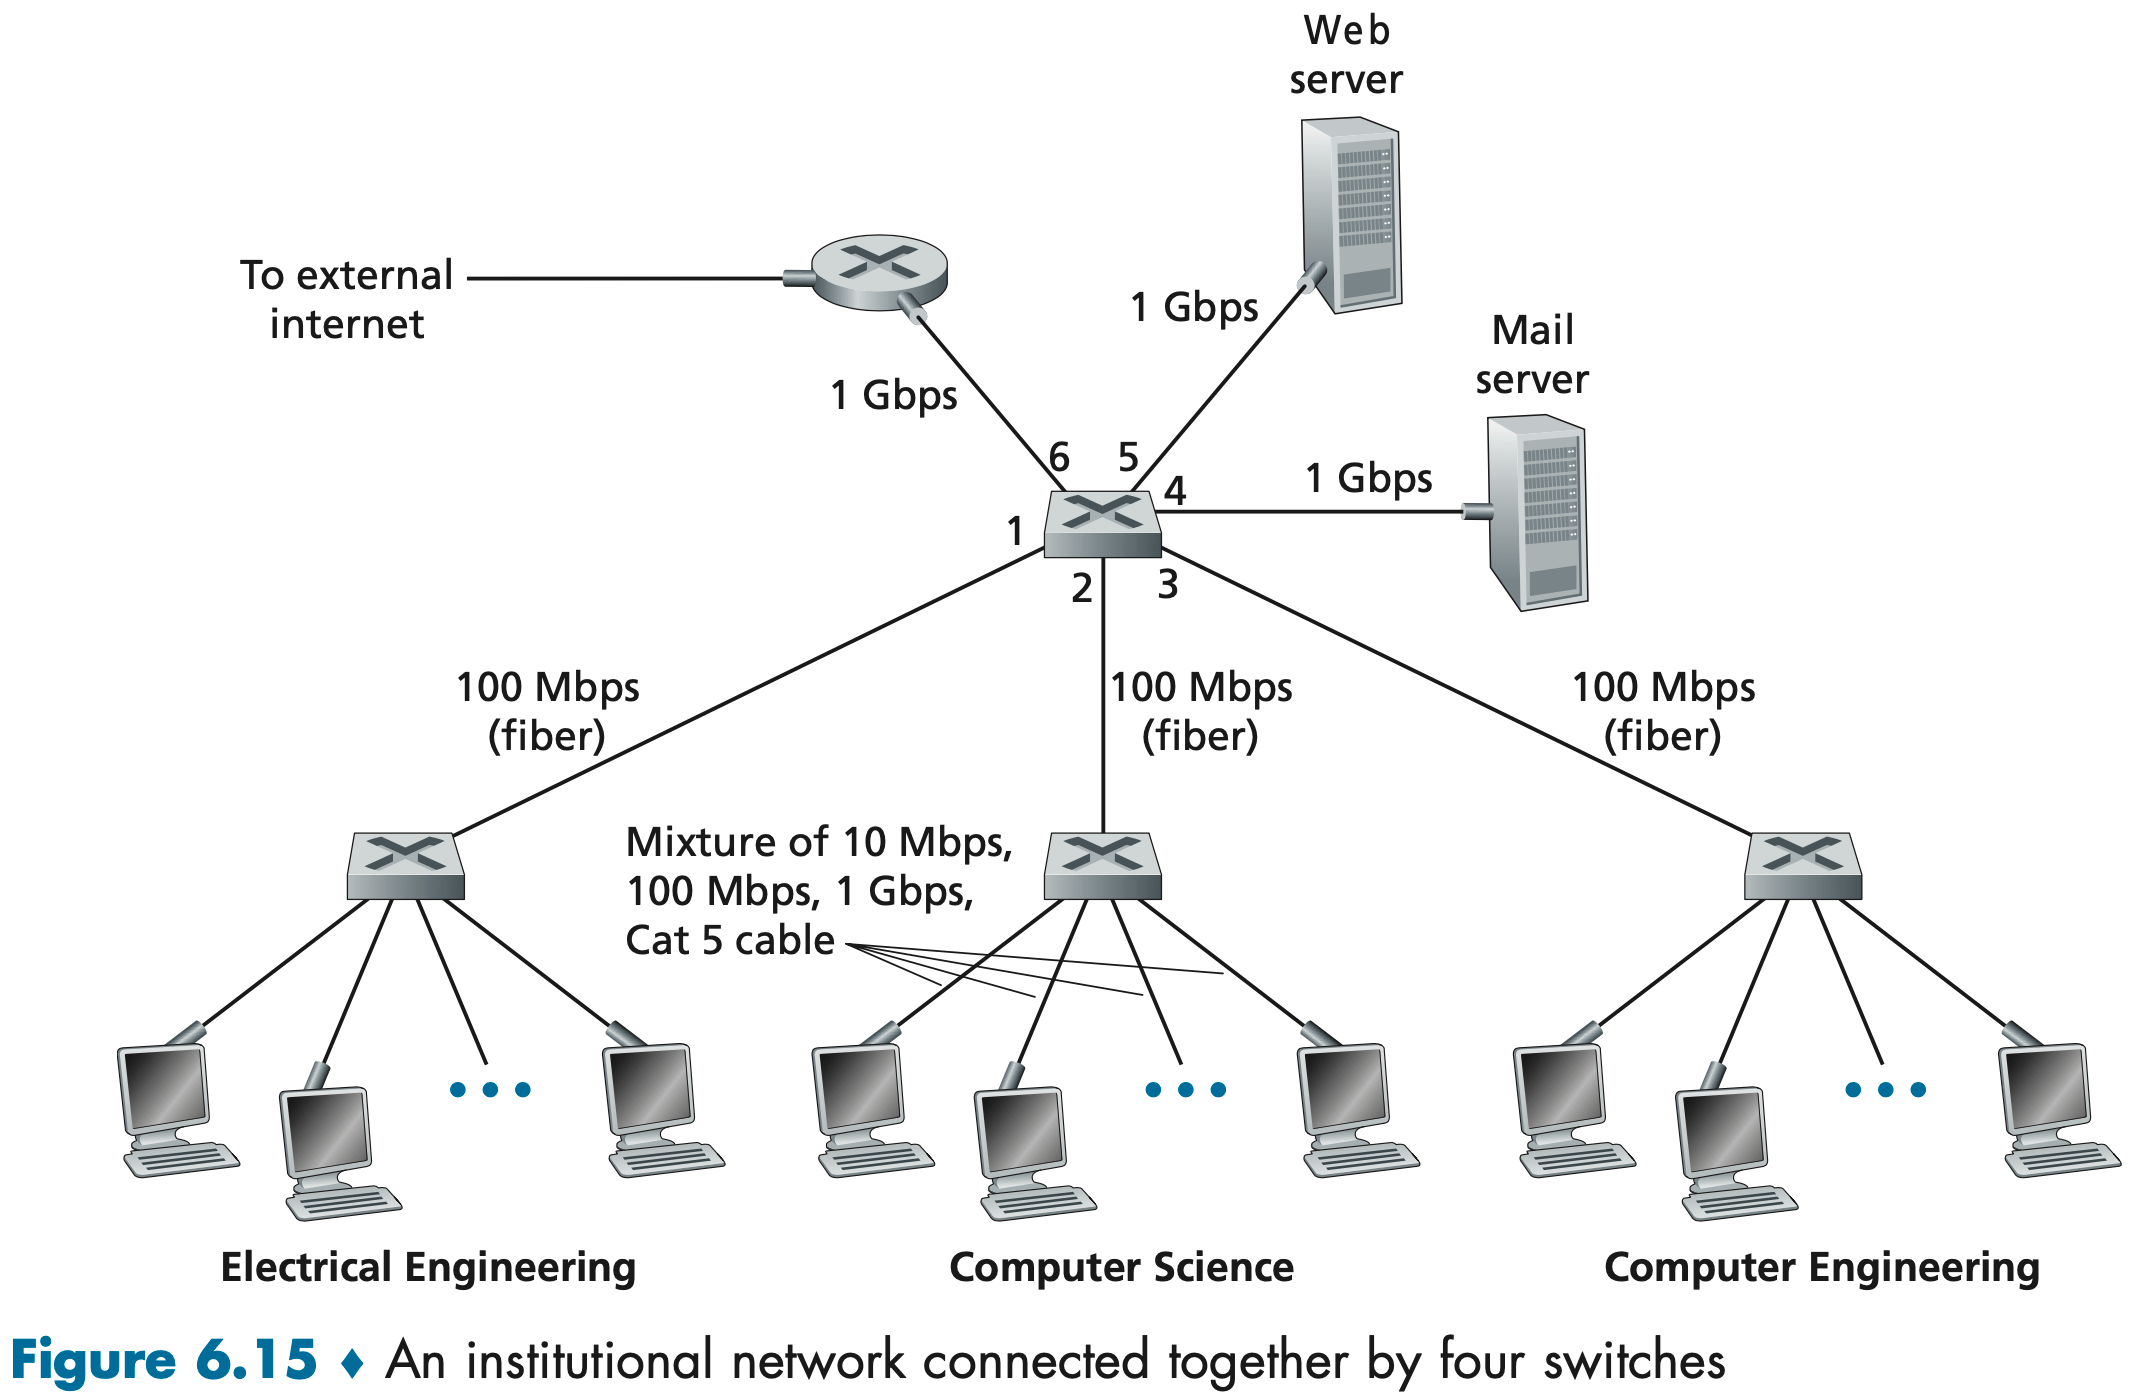 Web
server
To external
internet
1 Gbps
Mail
server
1 Gbps
6
5
4
1 Gbps
1
2
3
100 Mbps
(fiber)
100 Mbps
(fiber)
100 Mbps
(fiber)
Mixture of 10 Mbps,
100 Mbps, 1 Gbps,
Cat 5 cable
Electrical Engineering
Computer Science
Computer Engineering
Figure 6.15 ♦ An institutional network connected together by four switches